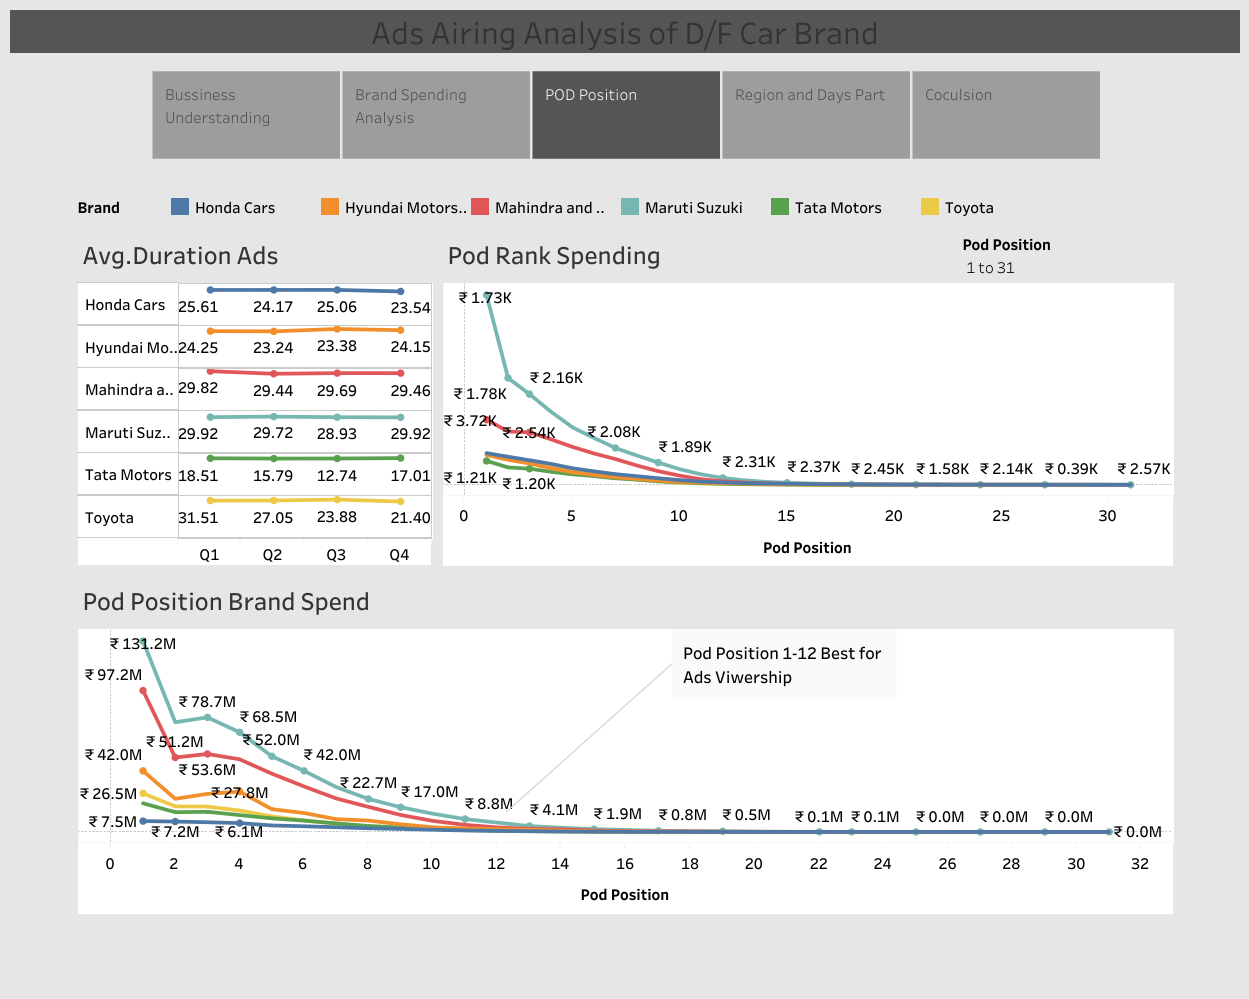 Ads Airing Analysis of D/F Car Brand
Bussiness
Understanding
Brand Spending
Analysis
POD Position
Region and Days Part
Coculsion
Brand
Honda Cars
Hyundai Motors..
Mahindra and ..
Maruti Suzuki
Tata Motors
Toyota
Avg.Duration Ads
Honda Cars 25.61 24.17 25.06 23.54
Hyundai Mo.. 24.25 23.24 23.38 24.15
Mahindra a.. 29.82 29.44 29.69 29.46
Maruti Suz.. 29.92 29.72 28.93 29.92
Tata Motors 18.51 15.79 12.74 17.01
Toyota 31.51 27.05 23.88 21.40
Q1 Q2 Q3 Q4
Pod Rank Spending
Pod Position
1 to 31
₹ 1.73K
₹ 2.16K
₹ 1.78K
₹ 3.72K
₹ 2.54K
₹ 2.08K
₹ 1.89K
₹ 2.31K
₹ 2.37K
₹ 2.45K
₹ 1.58K
₹ 2.14K
₹ 0.39K
₹ 2.57K
₹ 1.21K
₹ 1.20K
0 5 10 15 20 25 30
Pod Position
Pod Position Brand Spend
Pod Position 1-12 Best for
Ads Viwership
₹ 131.2M
₹ 97.2M
₹ 78.7M
₹ 68.5M
₹ 51.2M
₹ 52.0M
₹ 42.0M
₹ 42.0M
₹ 53.6M
₹ 26.5M
₹ 27.8M
₹ 22.7M
₹ 17.0M
₹ 8.8M
₹ 4.1M
₹ 1.9M
₹ 0.8M
₹ 0.5M
₹ 0.1M
₹ 0.1M
₹ 0.0M
₹ 0.0M
₹ 0.0M
₹ 0.0M
₹ 7.5M
₹ 7.2M
₹ 6.1M
0 2 4 6 8 10 12 14 16 18 20 22 24 26 28 30 32
Pod Position